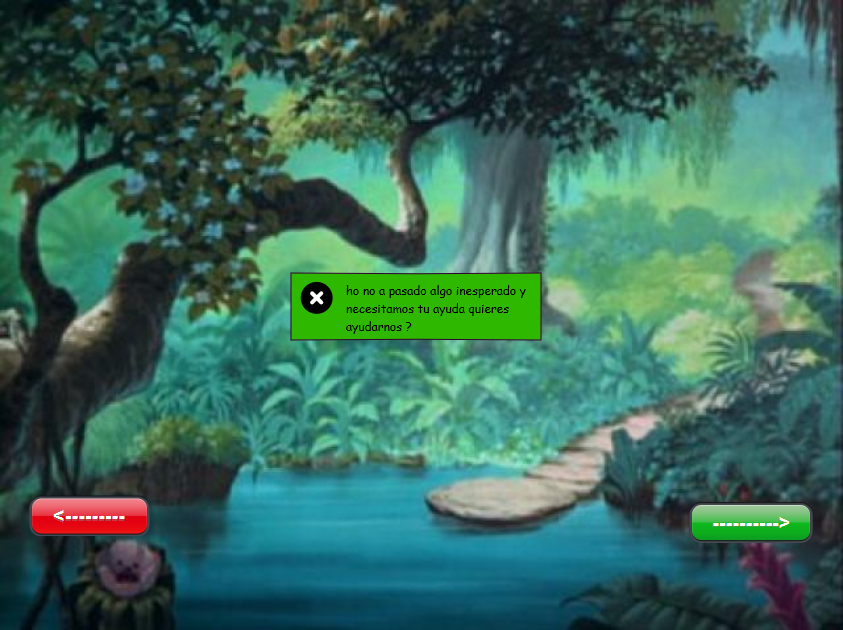 ho no a pasado algo inesperado y
necesitamos tu ayuda quieres
ayudarnos ?
<---------
---------->